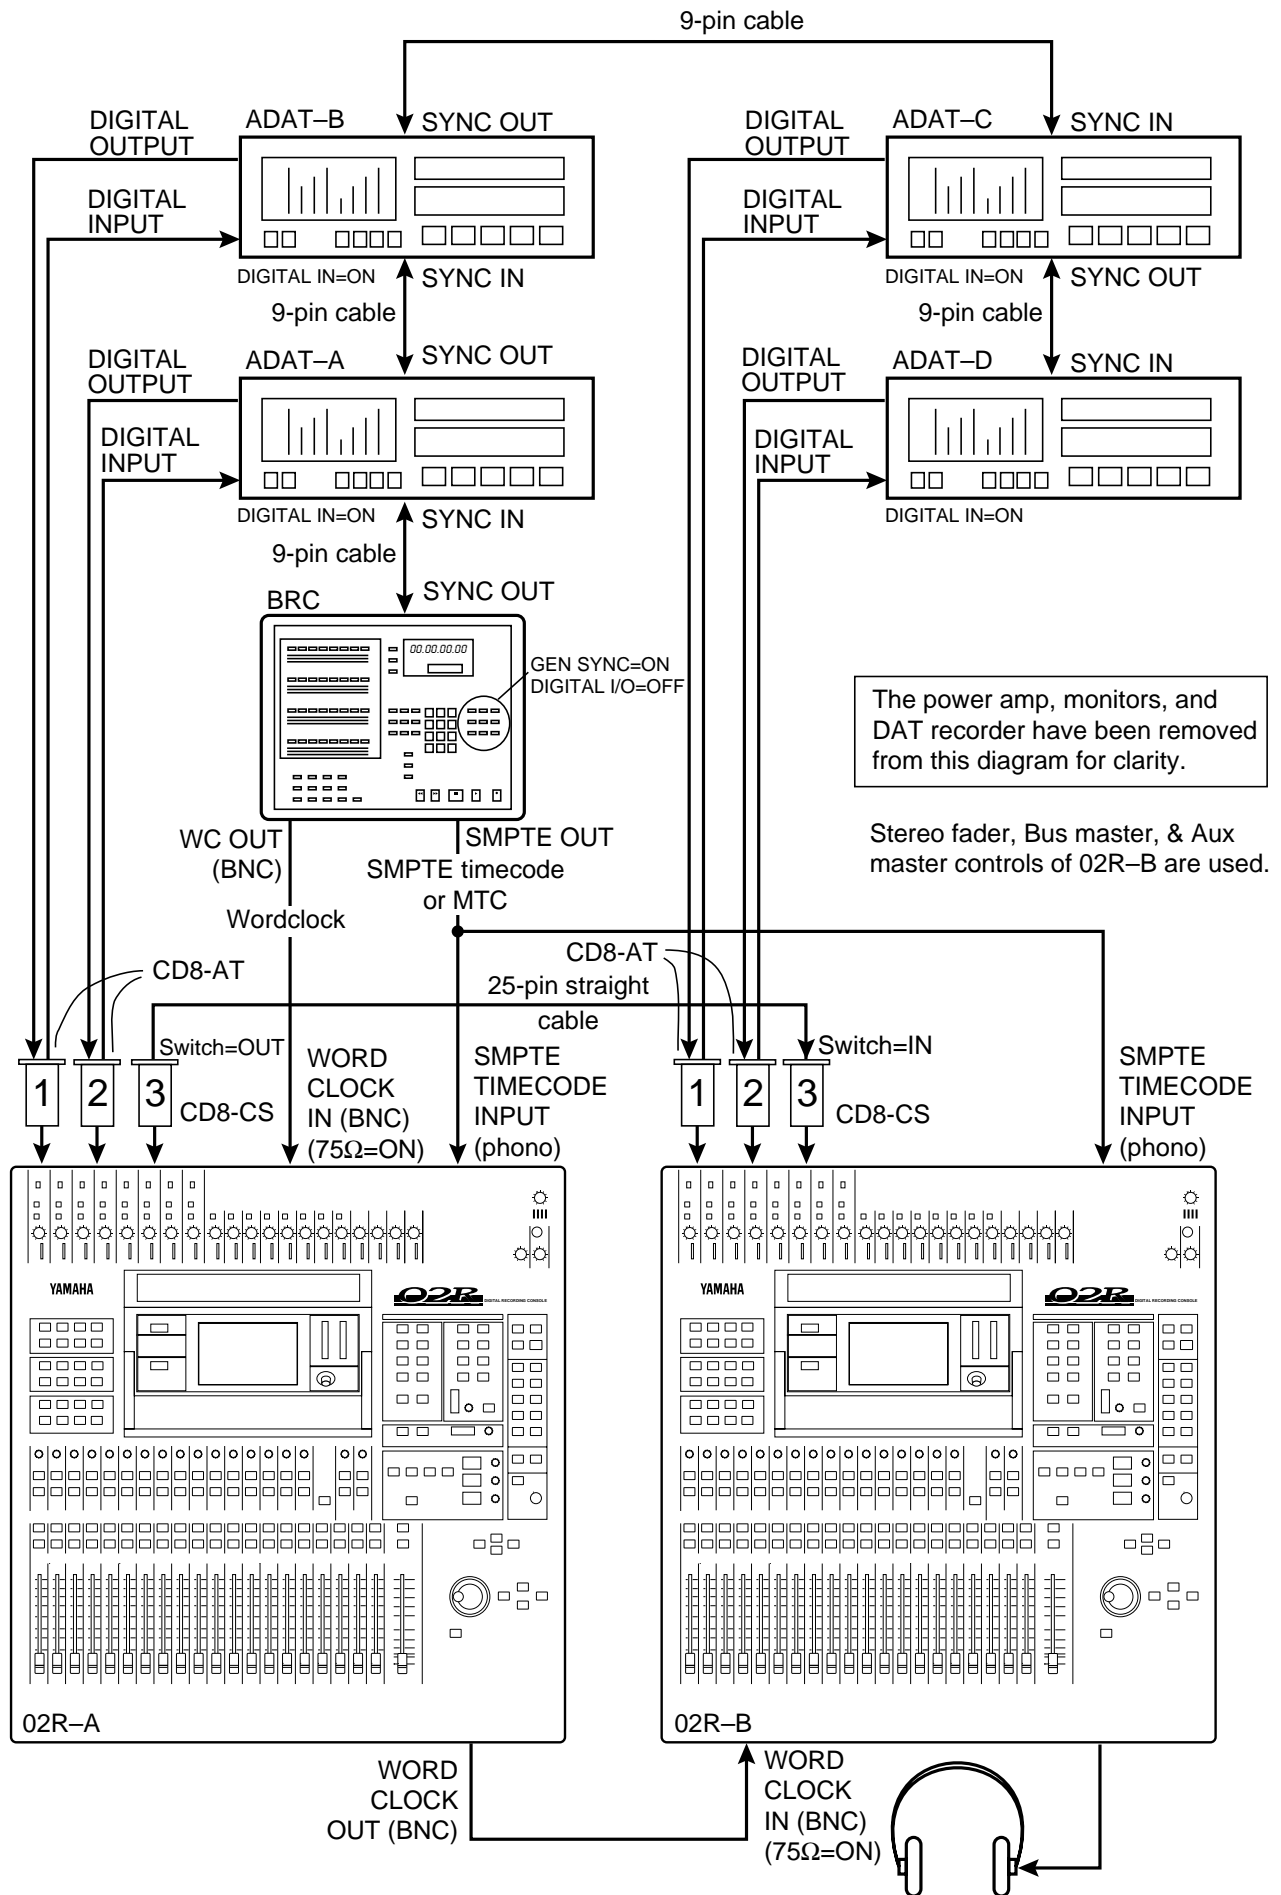 9-pin cable
DIGITAL
OUTPUT
ADAT–B
SYNC OUT
DIGITAL
OUTPUT
ADAT–C
SYNC IN
DIGITAL
INPUT
DIGITAL
INPUT
DIGITAL IN=ON
SYNC IN
DIGITAL IN=ON
SYNC OUT
9-pin cable
9-pin cable
DIGITAL
OUTPUT
ADAT–A
SYNC OUT
DIGITAL
OUTPUT
ADAT–D
SYNC IN
DIGITAL
INPUT
DIGITAL
INPUT
DIGITAL IN=ON
SYNC IN
DIGITAL IN=ON
9-pin cable
SYNC OUT
BRC
00.00.00.00
GEN SYNC=ON
DIGITAL I/O=OFF
The power amp, monitors, and
DAT recorder have been removed
from this diagram for clarity.
Stereo fader, Bus master, & Aux
master controls of 02R–B are used.
WC OUT
(BNC)
SMPTE OUT
SMPTE timecode
or MTC
Wordclock
CD8-AT
CD8-AT
25-pin straight
cable
Switch=OUT
Switch=IN
1
2
3
CD8-CS
WORD
CLOCK
IN (BNC)
(75Ω=ON)
SMPTE
TIMECODE
INPUT
(phono)
1
2
3
CD8-CS
SMPTE
TIMECODE
INPUT
(phono)
YAMAHA
02R
DIGITAL RECORDING CONSOLE
YAMAHA
02R
DIGITAL RECORDING CONSOLE
02R–A
02R–B
WORD
CLOCK
OUT (BNC)
WORD
CLOCK
IN (BNC)
(75Ω=ON)